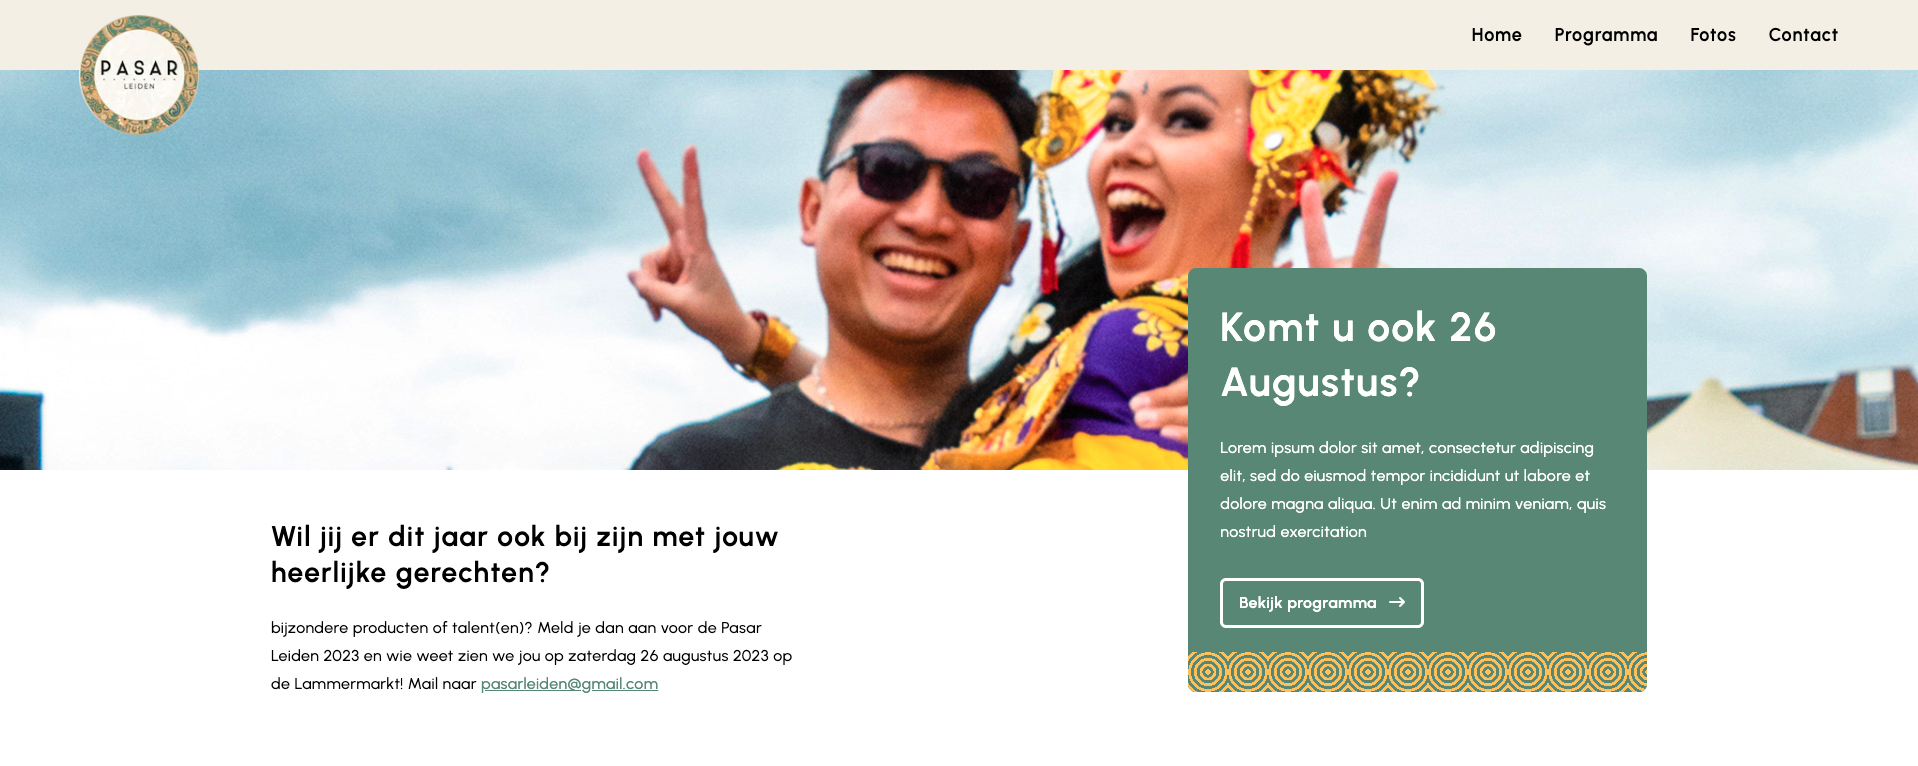 PASAR
LEIDEN
Home Programma Fotos Contact
Komt u ook 26
Augustus?
Lorem ipsum dolor sit amet, consectetur adipiscing
elit, sed do eiusmod tempor incididunt ut labore et
dolore magna aliqua. Ut enim ad minim veniam, quis
nostrud exercitation
Bekijk programma →
Wil jij er dit jaar ook bij zijn met jouw
heerlijke gerechten?
bijzondere producten of talent(en)? Meld je dan aan voor de Pasar
Leiden 2023 en wie weet zien we jou op zaterdag 26 augustus 2023 op
de Lammermarkt! Mail naar pasarleiden@gmail.com